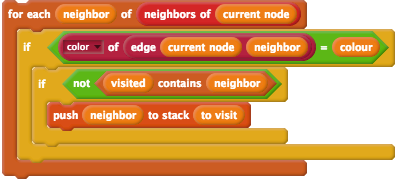 for each neighbor of neighbors of current node
if color of edge current node neighbor = colour
if not visited contains neighbor
push neighbor to stack to visit